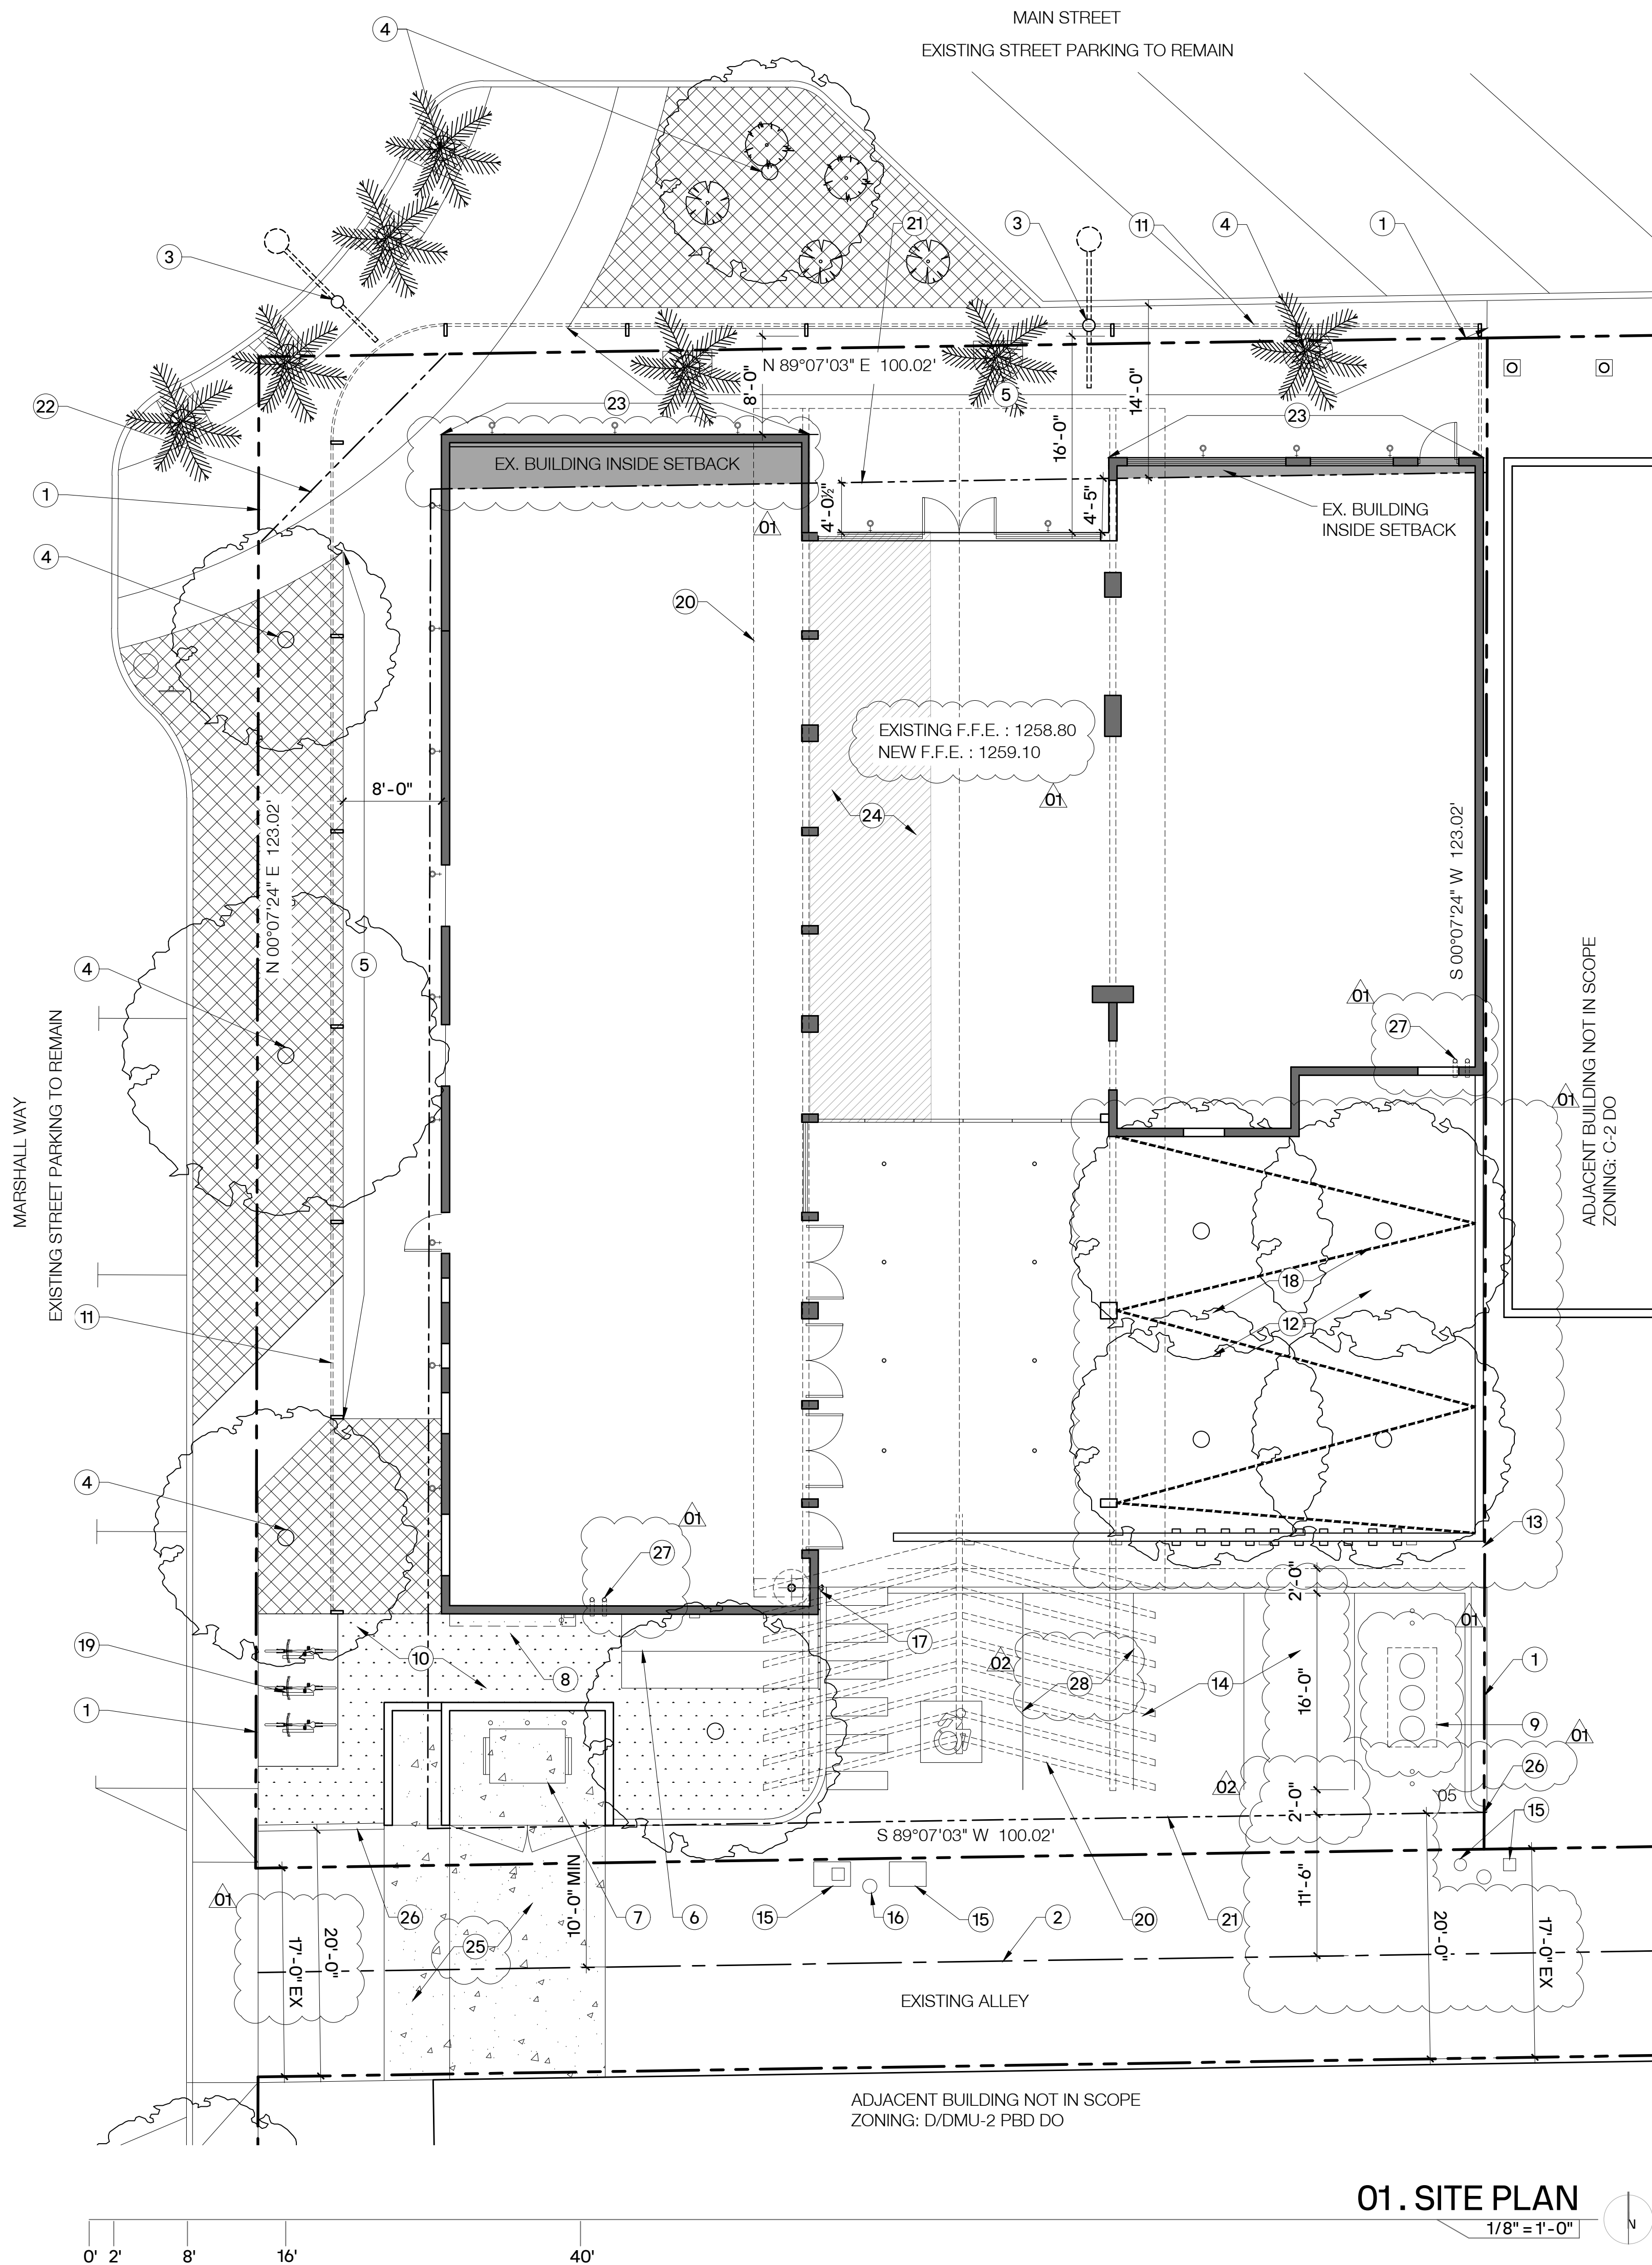 MAIN STREET
EXISTING STREET PARKING TO REMAIN
4
3
21
3
11
4
1
N 89°07'03" E 100.02'
8'-0"
5
14'-0"
16'-0"
22
23
23
EX. BUILDING INSIDE SETBACK
1
01
4'-0½"
4'-5"
EX. BUILDING
INSIDE SETBACK
4
20
EXISTING F.F.E. : 1258.80
NEW F.F.E. : 1259.10
01
8'-0"
24
N 00°07'24" E 123.02'
S 00°07'24" W 123.02'
5
4
01
27
01
MARSHALL WAY
EXISTING STREET PARKING TO REMAIN
ADJACENT BUILDING NOT IN SCOPE
ZONING: C-2 DO
18
12
11
4
01
27
13
2'-0"
01
19
10
8
6
17
02
28
14
16'-0"
1
1
9
01
7
02
2'-0"
05
26
15
S 89°07'03" W 100.02'
01
26
25
10'-0" MIN
15
16
15
2
20
21
11'-6"
17'-0" EX
20'-0"
20'-0"
17'-0" EX
EXISTING ALLEY
ADJACENT BUILDING NOT IN SCOPE
ZONING: D/DMU-2 PBD DO
01. SITE PLAN
1/8" = 1'-0"
N
0' 2' 8' 16' 40'